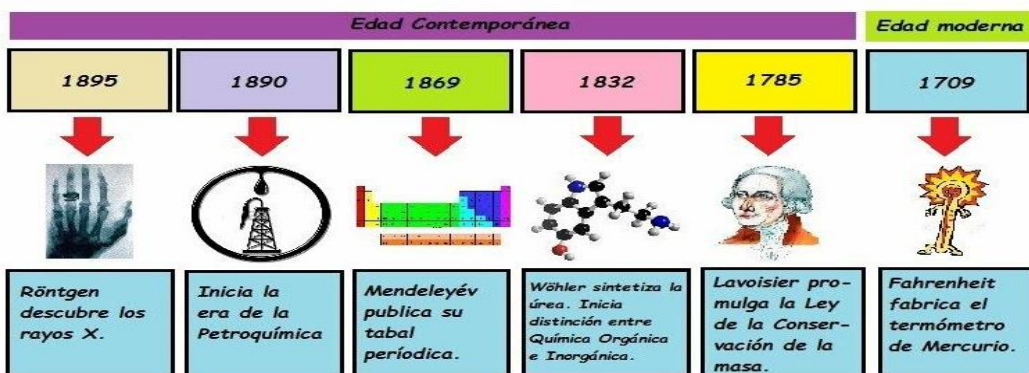 Edad Contemporánea
Edad moderna
1895
1890
1869
1832
1785
1709
Röntgen
descubre los
rayos X.
Inicia la
era de la
Petroquímica
Mendeleyév
publica su
tabal
períodica.
Wöhler sintetiza la
úrea. Inicia
distinción entre
Química Orgánica
e Inorgánica.
Lavoisier pro-
mulga la Ley
de la Conser-
vación de la
masa.
Fahrenheit
fabrica el
termómetro
de Mercurio.